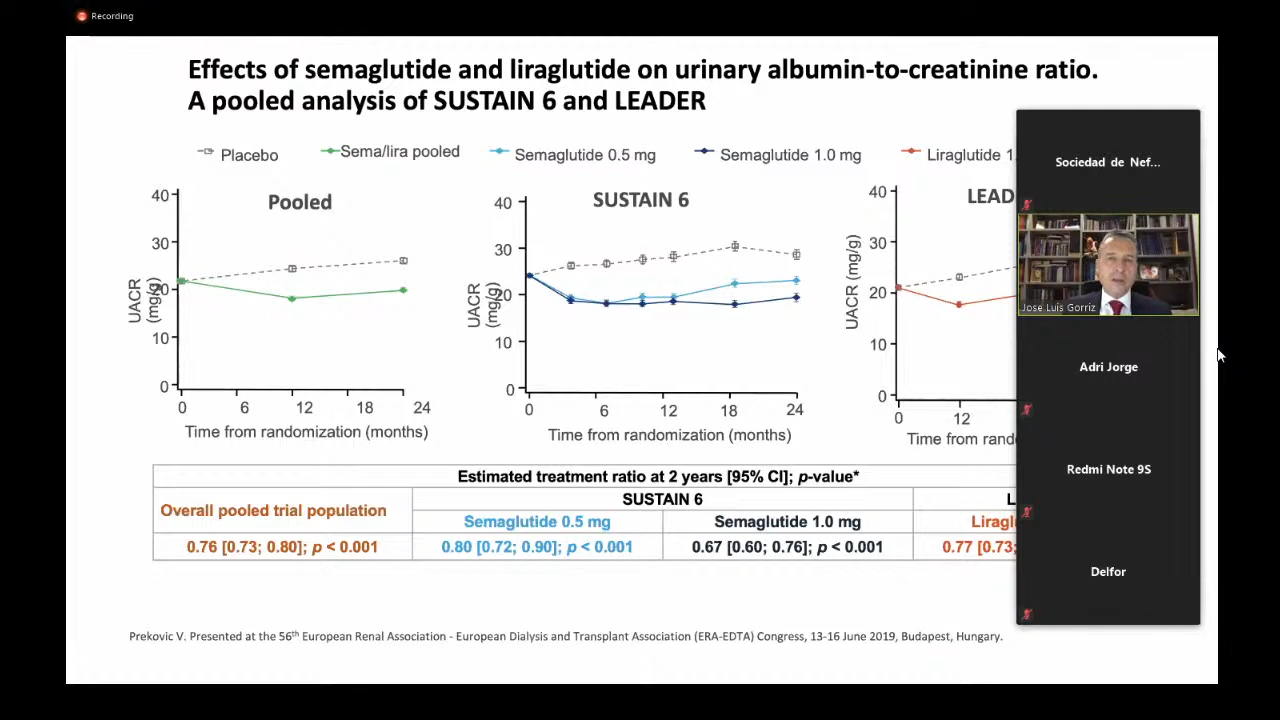 Recording
Effects of semaglutide and liraglutide on urinary albumin-to-creatinine ratio.
A pooled analysis of SUSTAIN 6 and LEADER
Placebo
Sema/lira pooled
Semaglutide 0.5 mg
Semaglutide 1.0 mg
Liraglutide 1.
Pooled
40
30
20
10
0
UACR
(mg/g)
0 6 12 18 24
Time from randomization (months)
SUSTAIN 6
40
30
20
10
0
UACR
(mg/g)
0 6 12 18 24
Time from randomization (months)
LEAD
40
30
20
10
0
UACR (mg/g)
0 12
Time from rand
Estimated treatment ratio at 2 years [95% CI]; p-value*
Overall pooled trial population
SUSTAIN 6
L
Semaglutide 0.5 mg
Semaglutide 1.0 mg
Liragl
0.76 [0.73; 0.80]; p < 0.001
0.80 [0.72; 0.90]; p < 0.001
0.67 [0.60; 0.76]; p < 0.001
0.77 [0.73;
Prekovic V. Presented at the 56th European Renal Association - European Dialysis and Transplant Association (ERA-EDTA) Congress, 13-16 June 2019, Budapest, Hungary.
Sociedad de Nef...
Jose Luis Gorriz
Adri Jorge
Redmi Note 9S
Delfor